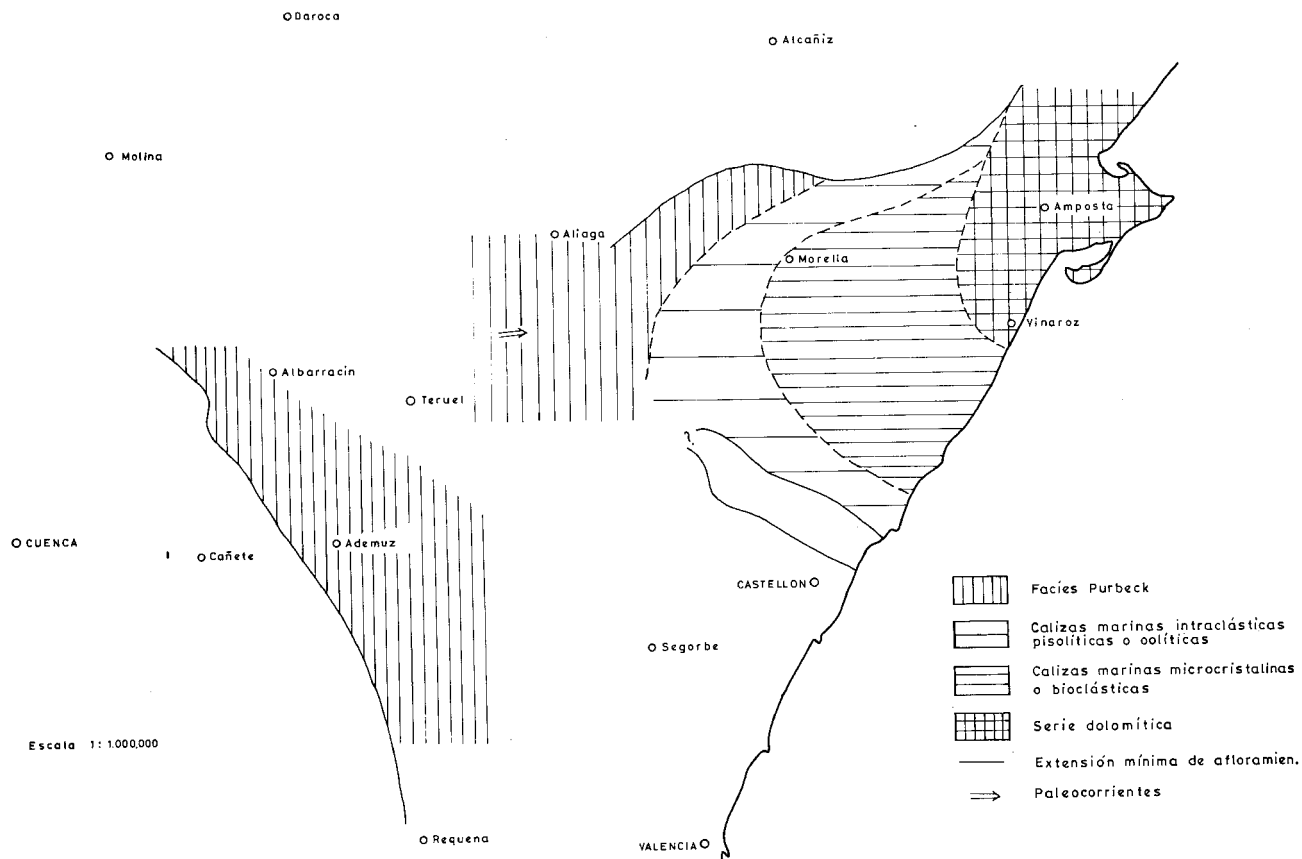 Daroca
Alcañiz
Molina
Amposta
Aliaga
Morella
Vinaroz
Albarracín
Teruel
?
CUENCA
Cañete
Ademuz
CASTELLON
Segorbe
Facies Purbeck
Calizas marinas intraclásticas
pisolíticas o oolíticas
Calizas marinas microcristalinas
o bioclásticas
Serie dolomítica
Escala 1: 1.000,000
Extensión mínima de afloramien.
Paleocorrientes
Requena
VALENCIA